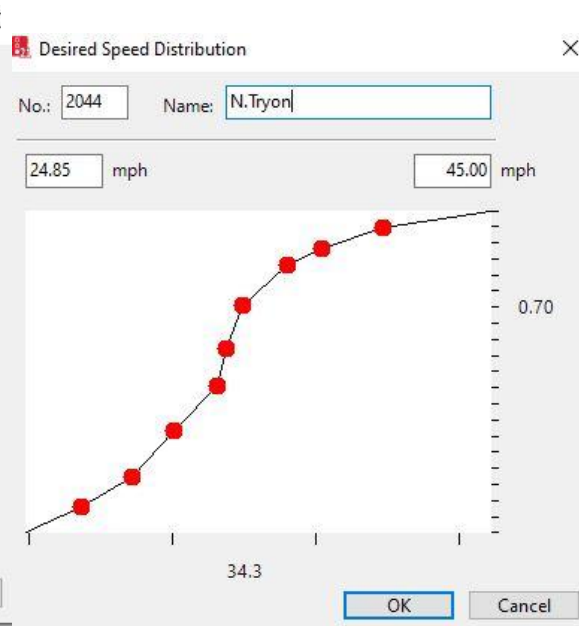 Desired Speed Distribution
No.: 2044 Name: N.Tryon
24.85 mph 45.00 mph
0.70
34.3
OK Cancel